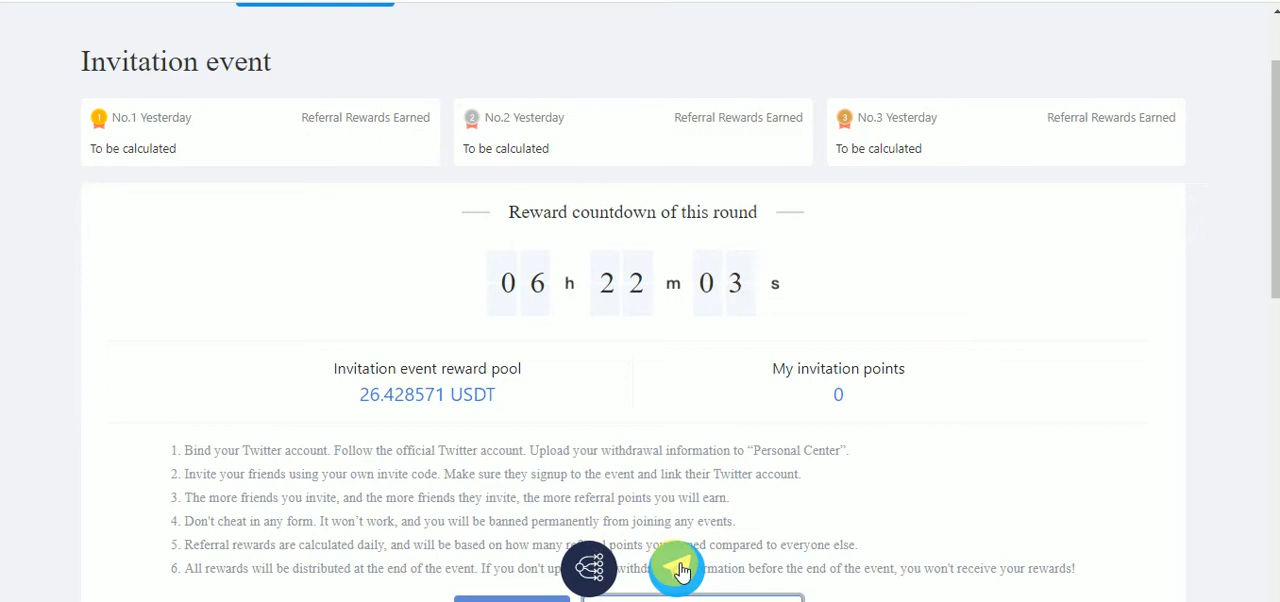 Invitation event
1 No.1 Yesterday Referral Rewards Earned
To be calculated
2 No.2 Yesterday Referral Rewards Earned
To be calculated
3 No.3 Yesterday Referral Rewards Earned
To be calculated
Reward countdown of this round
06 h 22 m 03 s
Invitation event reward pool
26.428571 USDT
My invitation points
0
1. Bind your Twitter account. Follow the official Twitter account. Upload your withdrawal information to “Personal Center”.
2. Invite your friends using your own invite code. Make sure they signup to the event and link their Twitter account.
3. The more friends you invite, and the more friends they invite, the more referral points you will earn.
4. Don't cheat in any form. It won’t work, and you will be banned permanently from joining any events.
5. Referral rewards are calculated daily, and will be based on how many points you compared to everyone else.
6. All rewards will be distributed at the end of the event. If you don't before the end of the event, you won't receive your rewards!